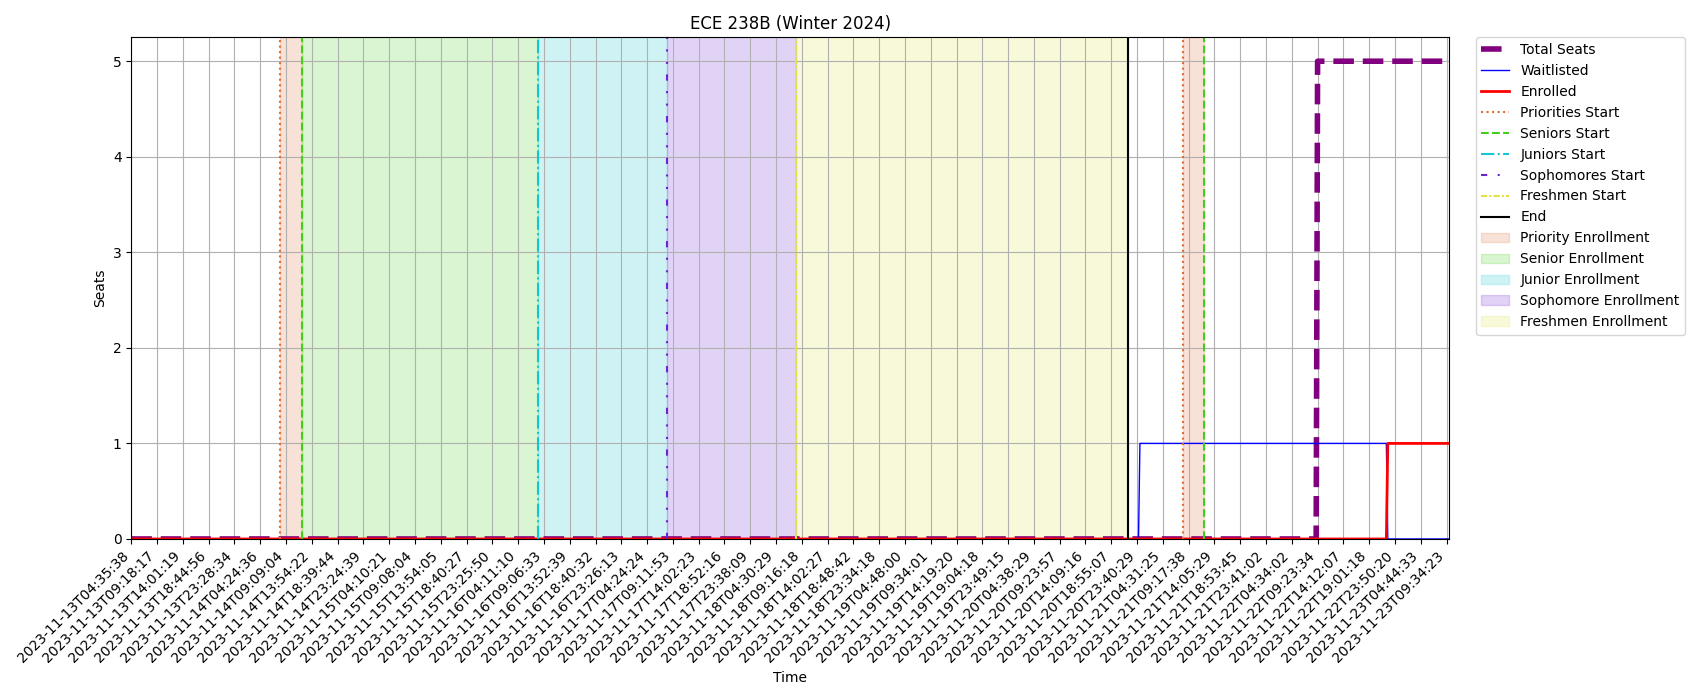 ECE 238B (Winter 2024)
5
4
3
2
1
0
Seats
2023-11-13T04:35:38
2023-11-13T09:18:17
2023-11-13T14:01:19
2023-11-13T18:44:56
2023-11-13T23:28:34
2023-11-14T04:24:36
2023-11-14T09:09:04
2023-11-14T13:54:22
2023-11-14T18:39:44
2023-11-14T23:24:39
2023-11-15T04:10:21
2023-11-15T09:08:04
2023-11-15T13:54:05
2023-11-15T18:40:27
2023-11-15T23:25:50
2023-11-16T04:11:10
2023-11-16T09:06:33
2023-11-16T13:52:39
2023-11-16T18:40:32
2023-11-16T23:26:13
2023-11-17T04:24:24
2023-11-17T09:11:53
2023-11-17T14:02:23
2023-11-17T18:52:16
2023-11-17T23:38:09
2023-11-18T04:30:29
2023-11-18T09:16:18
2023-11-18T14:02:27
2023-11-18T18:48:42
2023-11-18T23:34:18
2023-11-19T04:48:00
2023-11-19T09:34:01
2023-11-19T14:19:20
2023-11-19T19:04:18
2023-11-19T23:49:15
2023-11-20T04:38:29
2023-11-20T09:23:57
2023-11-20T14:09:16
2023-11-20T18:55:07
2023-11-20T23:40:29
2023-11-21T04:31:25
2023-11-21T09:17:38
2023-11-21T14:05:29
2023-11-21T18:53:45
2023-11-21T23:41:02
2023-11-22T04:34:02
2023-11-22T09:23:34
2023-11-22T14:12:07
2023-11-22T19:01:18
2023-11-22T23:50:20
2023-11-23T04:44:33
2023-11-23T09:34:23
Time
Total Seats
Waitlisted
Enrolled
Priorities Start
Seniors Start
Juniors Start
Sophomores Start
Freshmen Start
End
Priority Enrollment
Senior Enrollment
Junior Enrollment
Sophomore Enrollment
Freshmen Enrollment